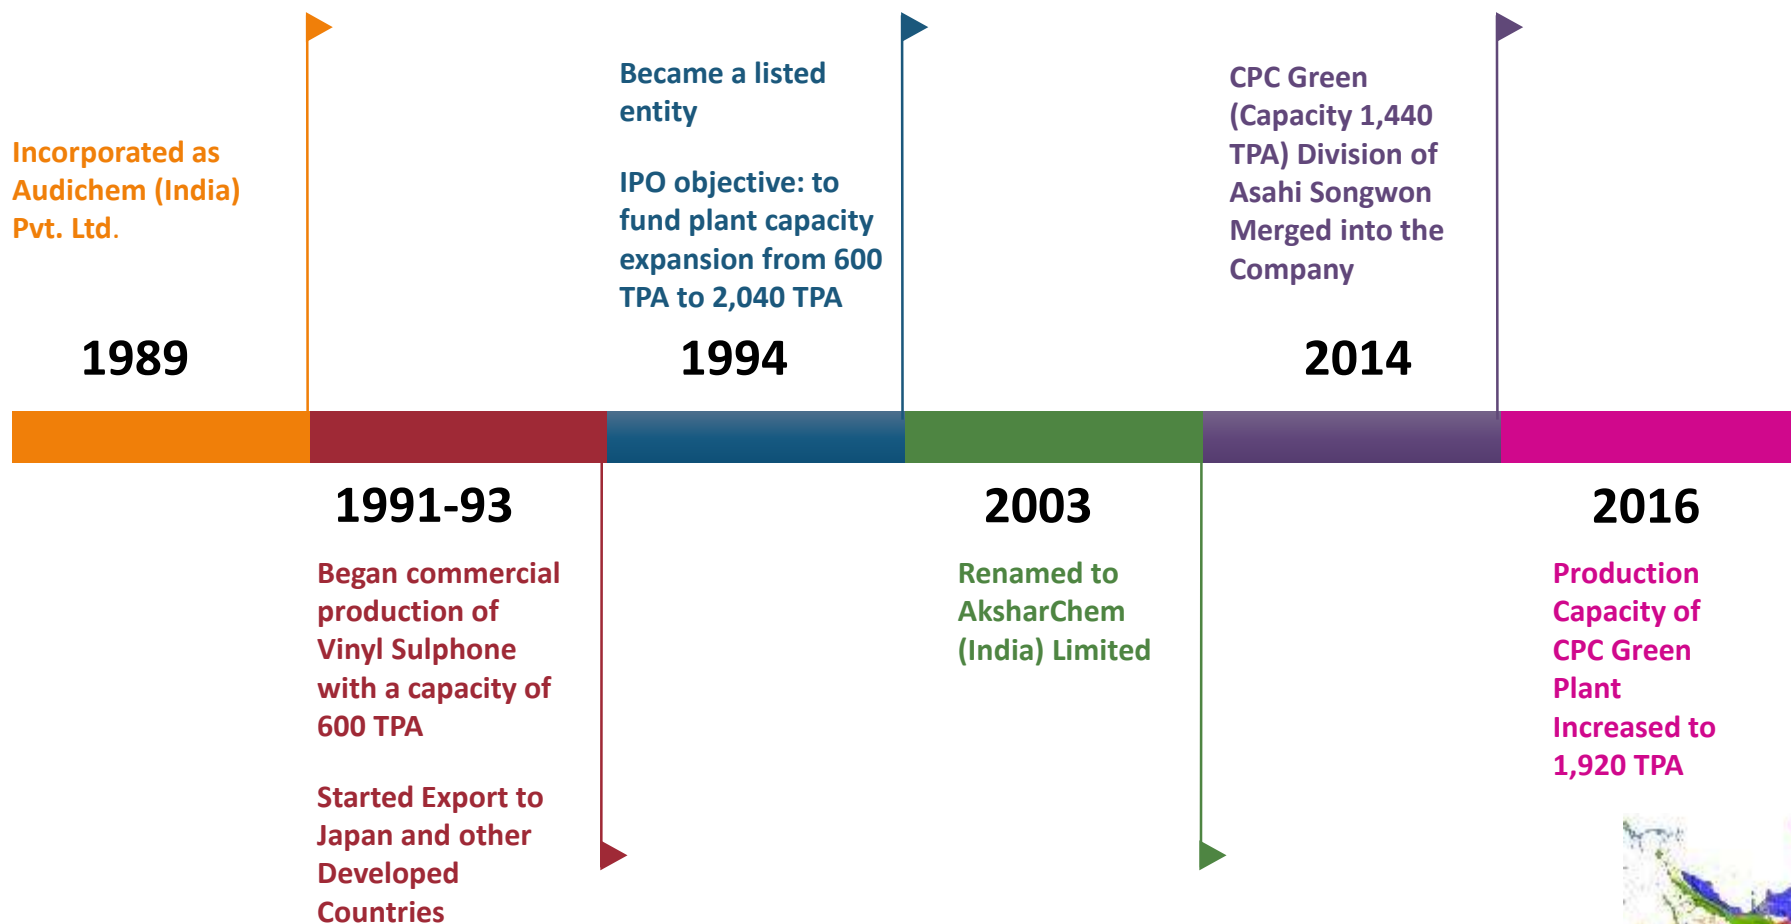 Incorporated as
Audichem (India)
Pvt. Ltd.
1989
1991-93
Began commercial
production of
Vinyl Sulphone
with a capacity of
600 TPA
Started Export to
Japan and other
Developed
Countries
Became a listed
entity
IPO objective: to
fund plant capacity
expansion from 600
TPA to 2,040 TPA
1994
2003
Renamed to
AksharChem
(India) Limited
CPC Green
(Capacity 1,440
TPA) Division of
Asahi Songwon
Merged into the
Company
2014
2016
Production
Capacity of
CPC Green
Plant
Increased to
1,920 TPA